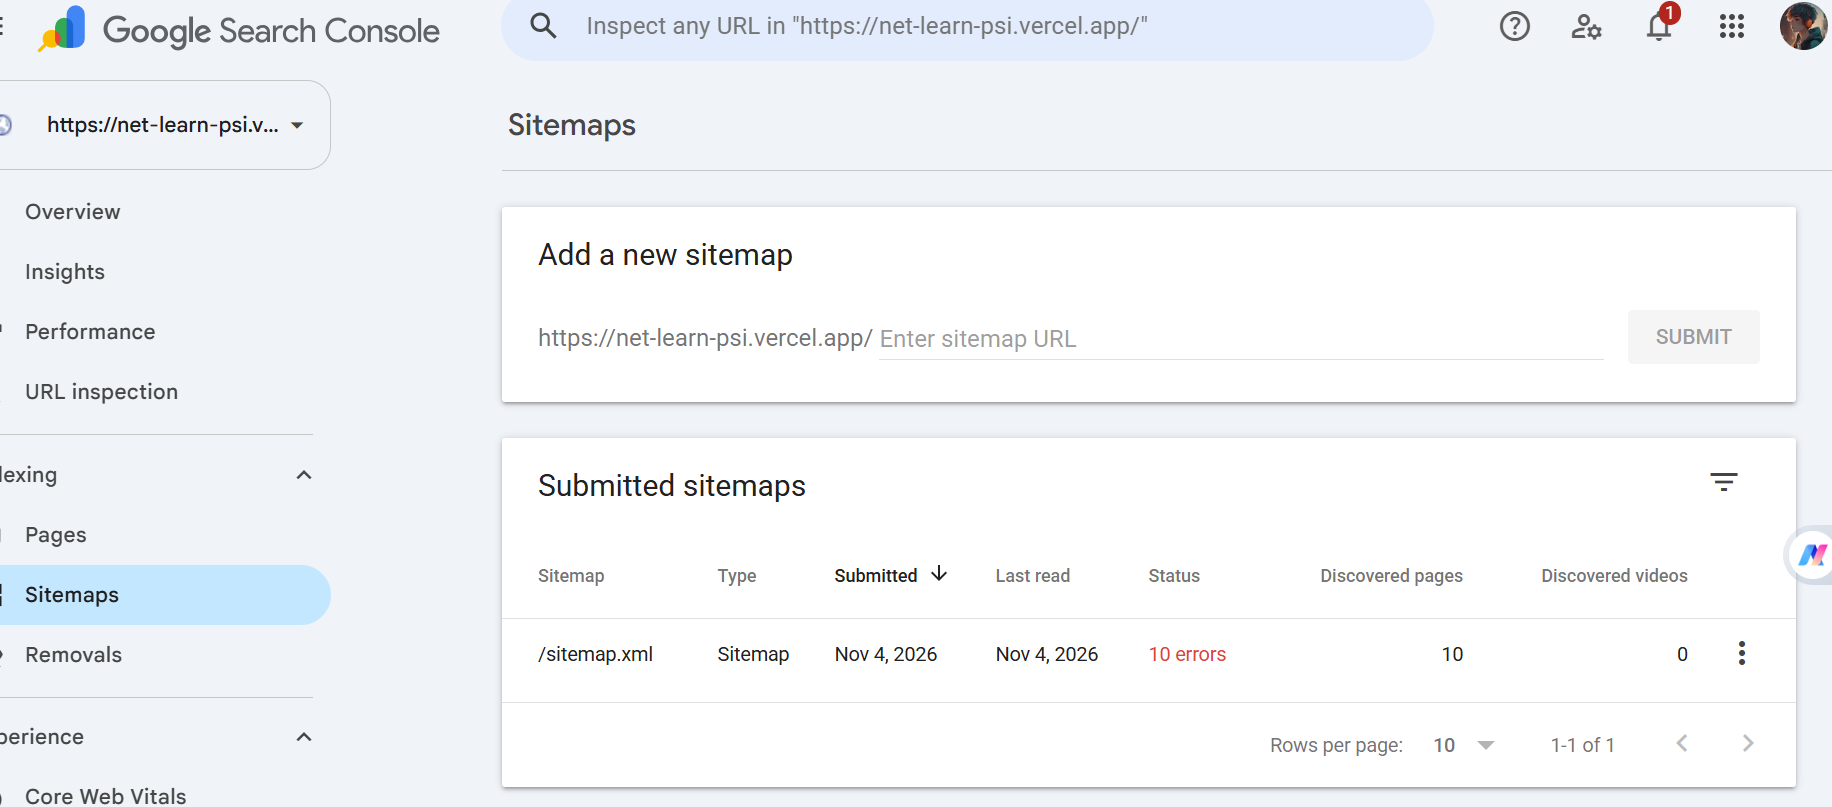 Google Search Console
Inspect any URL in "https://net-learn-psi.vercel.app/"
1
https://net-learn-psi.v...
Overview
Insights
Performance
URL inspection
lexing
Pages
Sitemaps
Removals
perience
Core Web Vitals
Sitemaps
Add a new sitemap
https://net-learn-psi.vercel.app/ Enter sitemap URL
SUBMIT
Submitted sitemaps
Sitemap Type Submitted Last read Status Discovered pages Discovered videos
/sitemap.xml Sitemap Nov 4, 2026 Nov 4, 2026 10 errors 10 0
Rows per page: 10 1-1 of 1